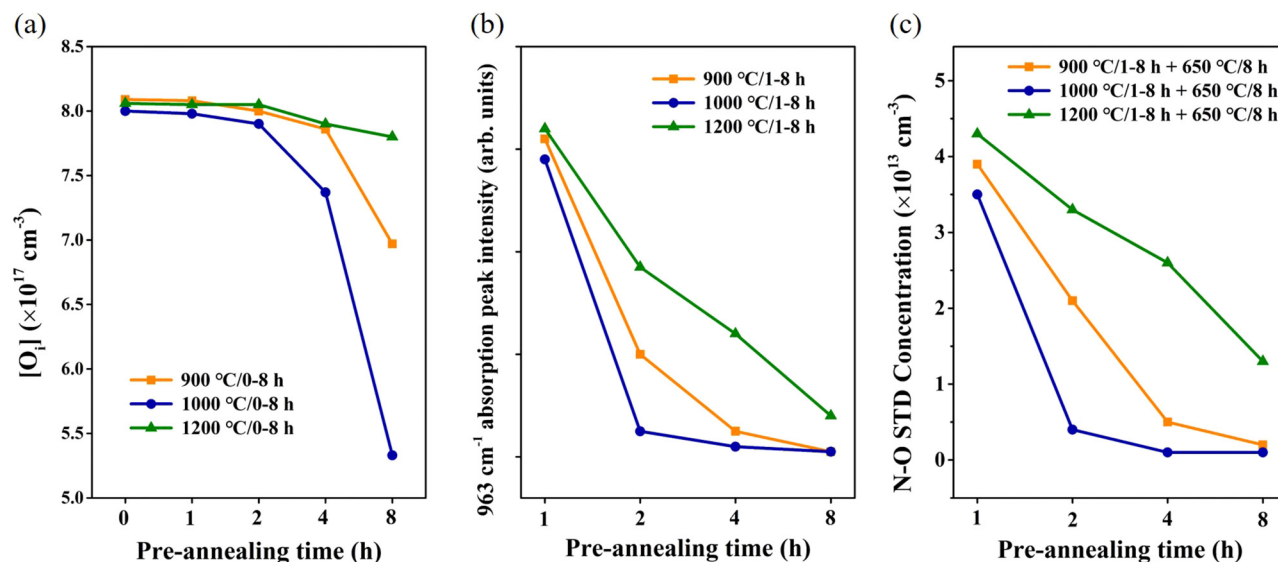 (a)
[Oᵢ] (×10¹⁷ cm⁻³)
8.5
8.0
7.5
7.0
6.5
6.0
5.5
5.0
900 °C/0-8 h
1000 °C/0-8 h
1200 °C/0-8 h
0 1 2 4 8
Pre-annealing time (h)
(b)
963 cm⁻¹ absorption peak intensity (arb. units)
900 °C/1-8 h
1000 °C/1-8 h
1200 °C/1-8 h
1 2 4 8
Pre-annealing time (h)
(c)
N-O STD Concentration (×10¹³ cm⁻³)
5
4
3
2
1
0
900 °C/1-8 h + 650 °C/8 h
1000 °C/1-8 h + 650 °C/8 h
1200 °C/1-8 h + 650 °C/8 h
1 2 4 8
Pre-annealing time (h)